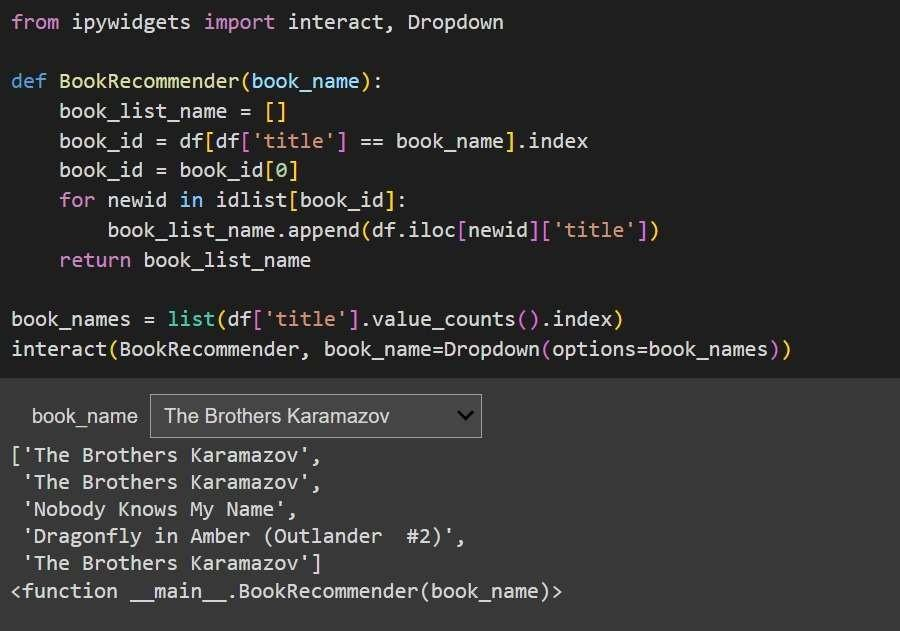 from ipywidgets import interact, Dropdown
def BookRecommender(book_name):
    book_list_name = []
    book_id = df[df['title'] == book_name].index
    book_id = book_id[0]
    for newid in idlist[book_id]:
        book_list_name.append(df.iloc[newid]['title'])
    return book_list_name
book_names = list(df['title'].value_counts().index)
interact(BookRecommender, book_name=Dropdown(options=book_names))
book_name The Brothers Karamazov
['The Brothers Karamazov',
 'The Brothers Karamazov',
 'Nobody Knows My Name',
 'Dragonfly in Amber (Outlander  #2)',
 'The Brothers Karamazov']
<function __main__.BookRecommender(book_name)>